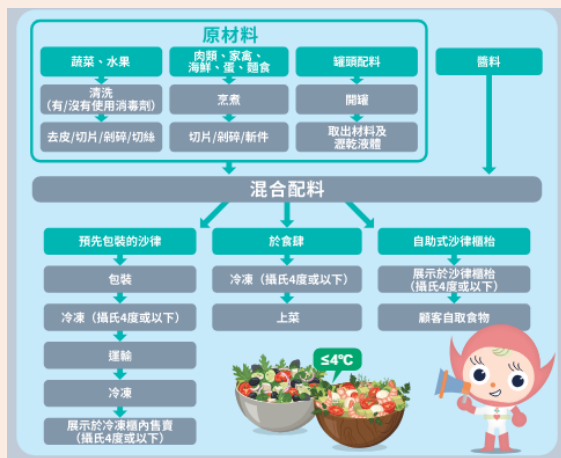 原材料
蔬菜、水果
清洗
(有/沒有使用消毒劑)
去皮/切片/剁碎/切絲
肉類、家禽、
海鮮、蛋、麵食
烹煮
切片/剁碎/斬件
罐頭配料
開罐
取出材料及
瀝乾液體
醬料
混合配料
預先包裝的沙律
包裝
冷凍（攝氏4度或以下）
運輸
冷凍
展示於冷凍櫃內售賣
(攝氏4度或以下)
於食肆
冷凍（攝氏4度或以下）
上菜
自助式沙律櫃枱
展示於沙律櫃枱
(攝氏4度或以下)
顧客自取食物
≤4℃